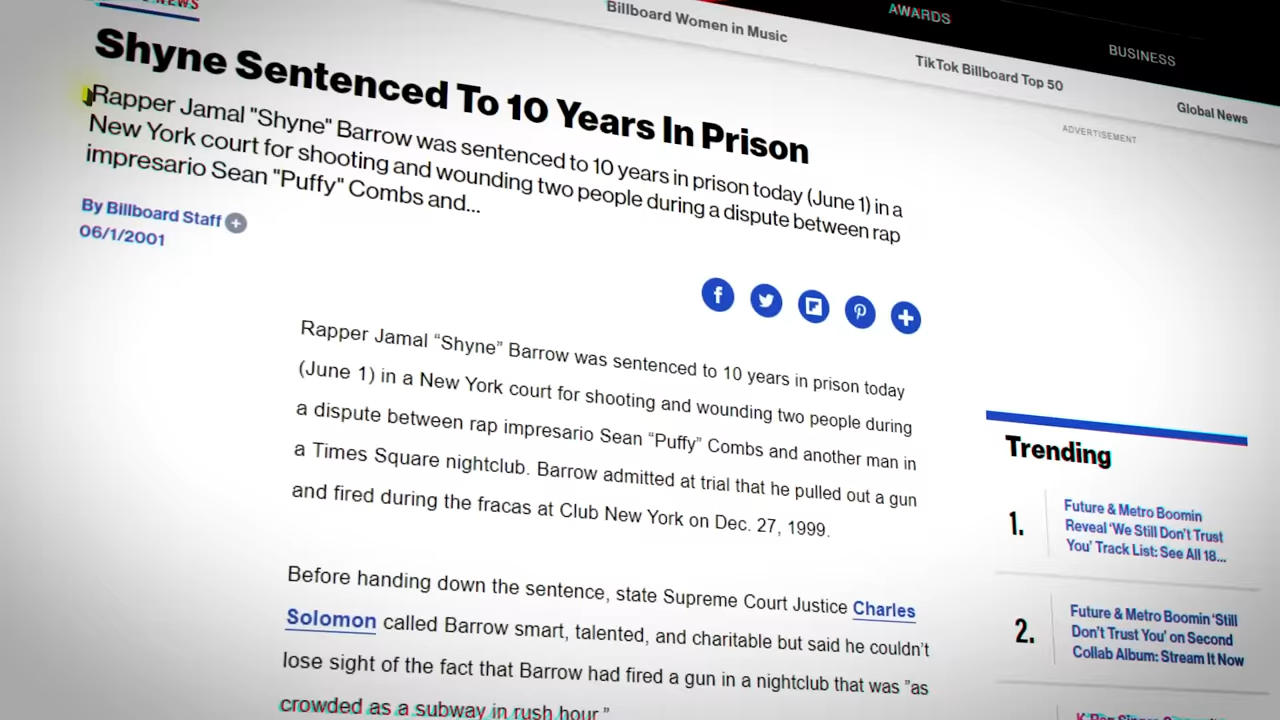 NEWS
AWARDS
Billboard Women in Music
BUSINESS
TikTok Billboard Top 50
Global News
Shyne Sentenced To 10 Years In Prison
ADVERTISEMENT
Rapper Jamal "Shyne" Barrow was sentenced to 10 years in prison today (June 1) in a
New York court for shooting and wounding two people during a dispute between rap
impresario Sean "Puffy" Combs and...
By Billboard Staff
06/1/2001
Rapper Jamal “Shyne” Barrow was sentenced to 10 years in prison today
(June 1) in a New York court for shooting and wounding two people during
a dispute between rap impresario Sean “Puffy” Combs and another man in
a Times Square nightclub. Barrow admitted at trial that he pulled out a gun
and fired during the fracas at Club New York on Dec. 27, 1999.
Before handing down the sentence, state Supreme Court Justice Charles
Solomon called Barrow smart, talented, and charitable but said he couldn’t
lose sight of the fact that Barrow had fired a gun in a nightclub that was ”as
crowded as a subway in rush hour.”
Trending
1.
Future & Metro Boomin
Reveal ‘We Still Don’t Trust
You’ Track List: See All 18...
2.
Future & Metro Boomin ‘Still
Don’t Trust You’ on Second
Collab Album: Stream It Now